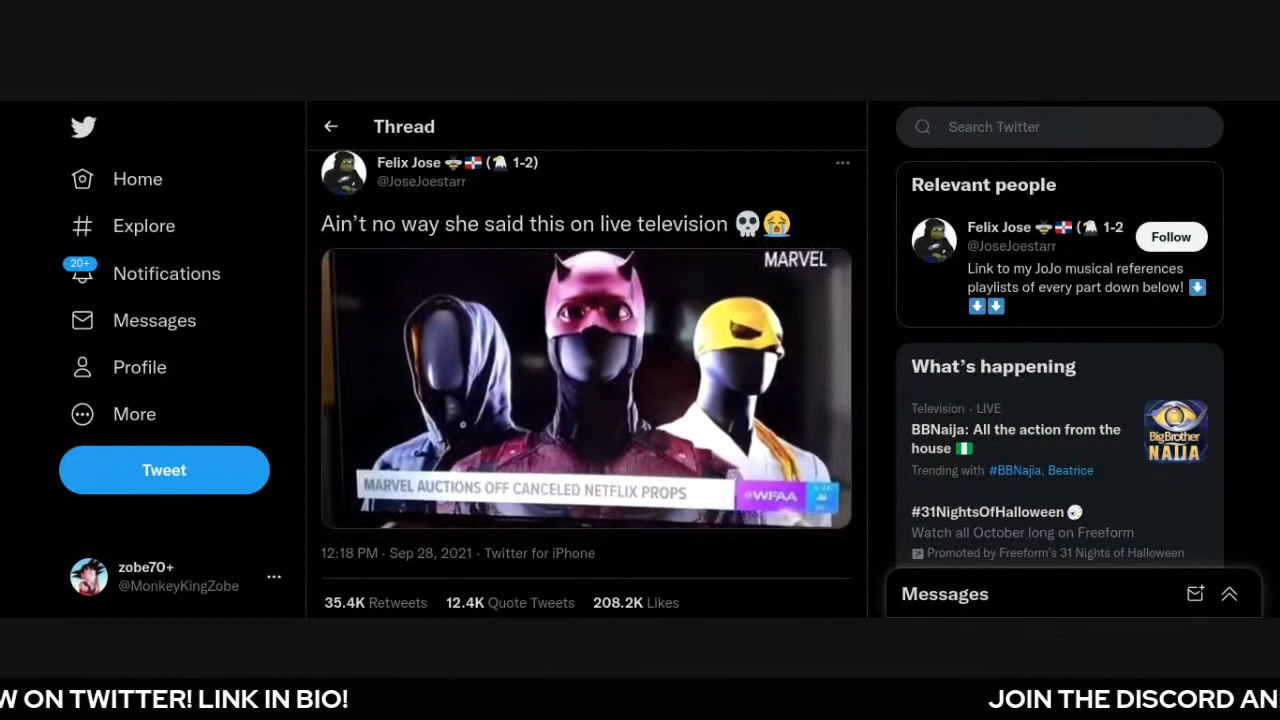 Home
Explore
20+
Notifications
Messages
Profile
More
Tweet
zobe70+
@MonkeyKingZobe
Thread
Felix Jose 🐝🇩🇴 (🦅 1-2)
@JoseJoestarr
Ain’t no way she said this on live television 💀😭
MARVEL
MARVEL AUCTIONS OFF CANCELED NETFLIX PROPS
@WFAA
12:18 PM · Sep 28, 2021 · Twitter for iPhone
35.4K Retweets 12.4K Quote Tweets 208.2K Likes
Search Twitter
Relevant people
Felix Jose 🐝🇩🇴 (🦅 1-2
@JoseJoestarr
Follow
Link to my JoJo musical references
playlists of every part down below! ⬇️
⬇️⬇️
What’s happening
Television · LIVE
BBNaija: All the action from the
house 🇳🇬
Trending with #BBNajia, Beatrice
BigBrother
NAIJA
#31NightsOfHalloween
Watch all October long on Freeform
Promoted by Freeform's 31 Nights of Halloween
Messages
W ON TWITTER! LINK IN BIO!
JOIN THE DISCORD AN